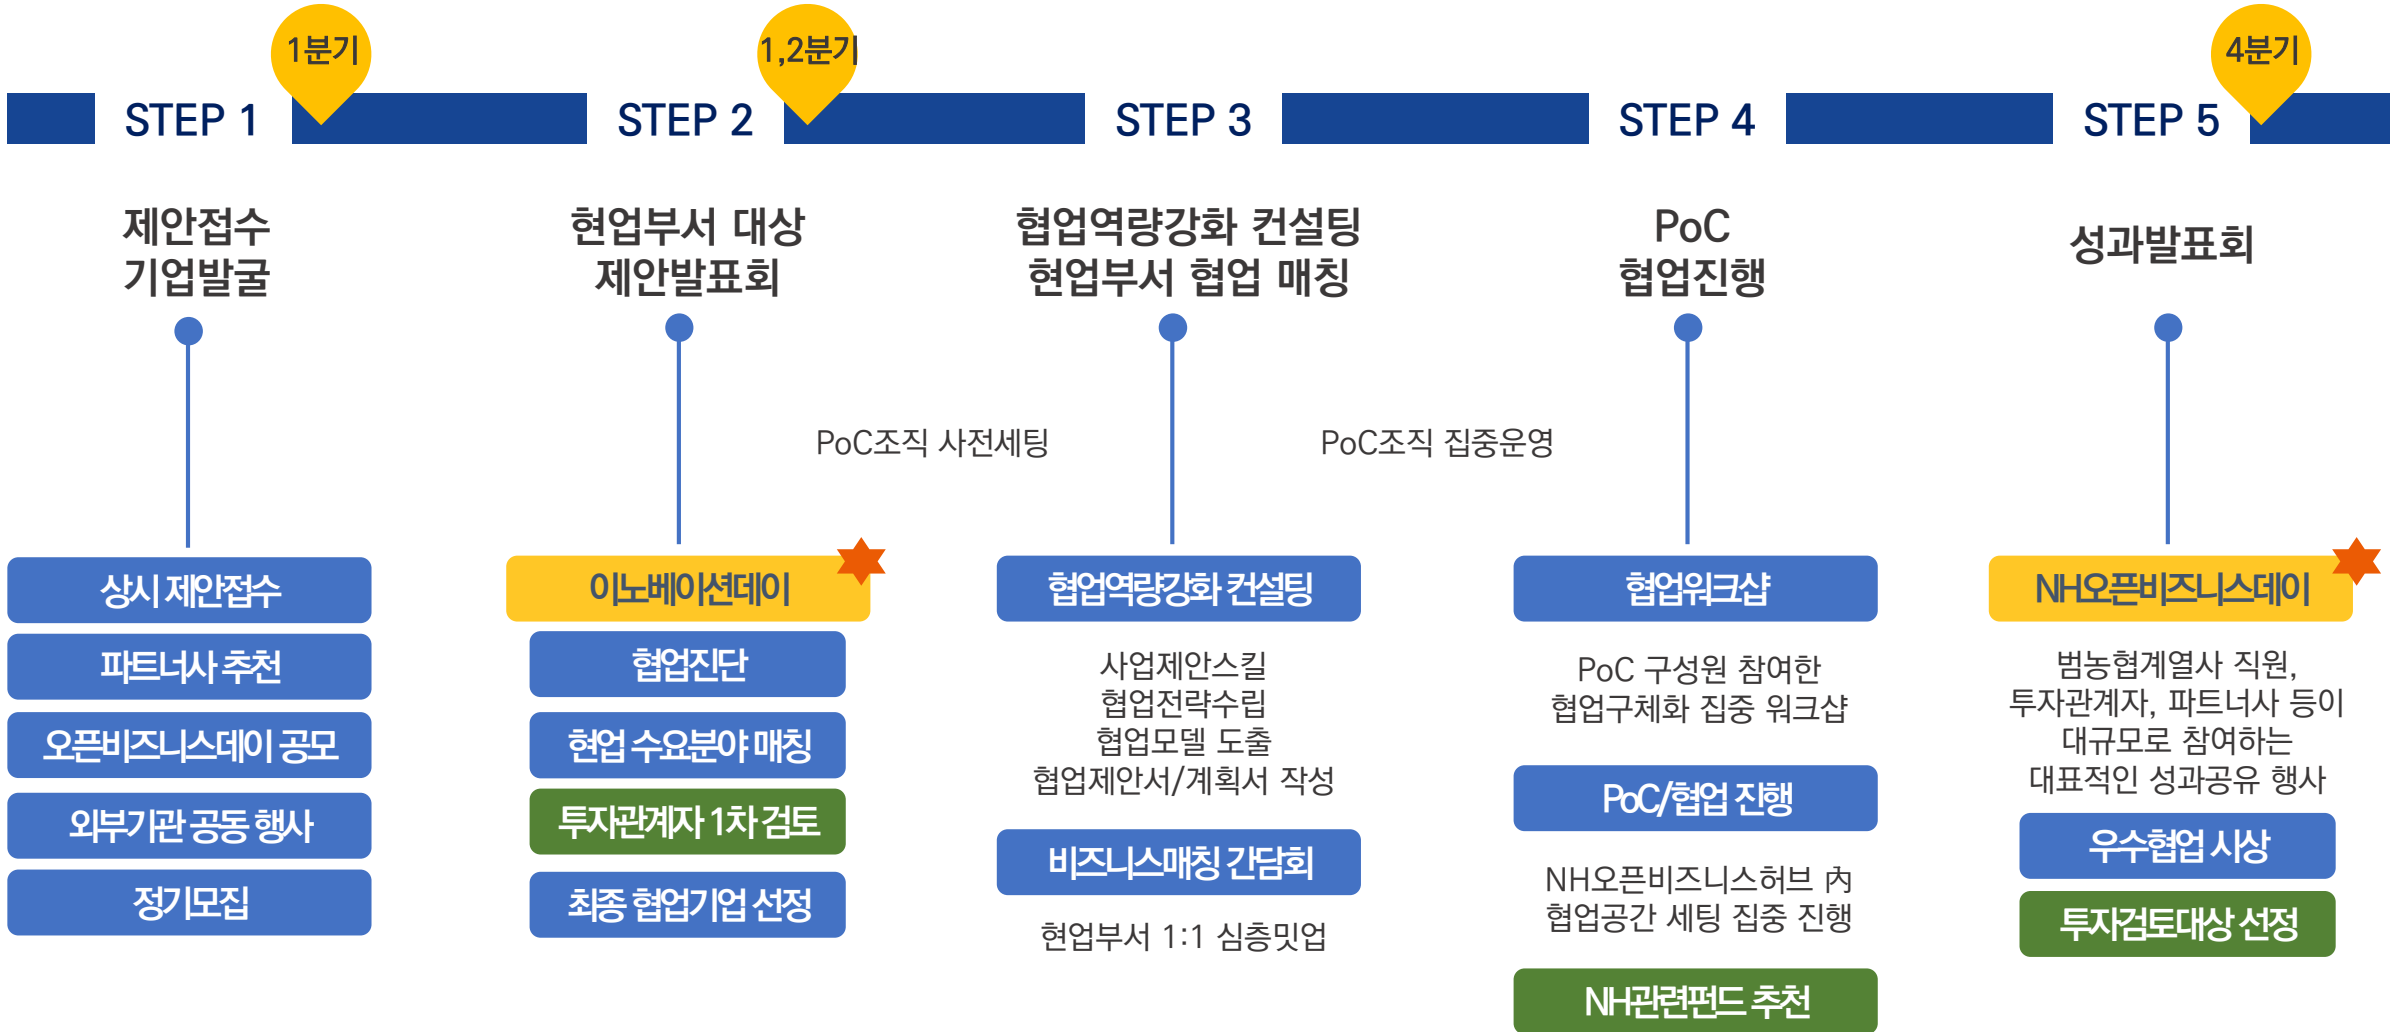 1분기
1,2분기
4분기
STEP 1
STEP 2
STEP 3
STEP 4
STEP 5
제안접수
기업발굴
현업부서 대상
제안발표회
협업역량강화 컨설팅
현업부서 협업 매칭
PoC
협업진행
성과발표회
PoC조직 사전세팅
PoC조직 집중운영
상시 제안접수
파트너사 추천
오픈비즈니스데이 공모
외부기관 공동 행사
정기모집
이노베이션데이
협업진단
현업 수요분야 매칭
투자관계자 1차 검토
최종 협업기업 선정
협업역량강화 컨설팅
사업제안스킬
협업전략수립
협업모델 도출
협업제안서/계획서 작성
비즈니스매칭 간담회
현업부서 1:1 심층밋업
협업워크샵
PoC 구성원 참여한
협업구체화 집중 워크샵
PoC/협업 진행
NH오픈비즈니스허브 內
협업공간 세팅 집중 진행
NH관련펀드 추천
NH오픈비즈니스데이
범농협계열사 직원,
투자관계자, 파트너사 등이
대규모로 참여하는
대표적인 성과공유 행사
우수협업 시상
투자검토대상 선정